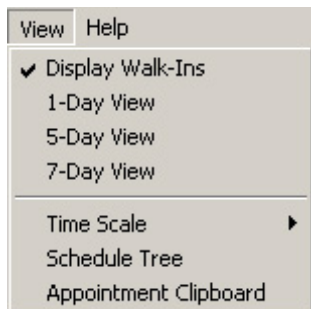 View Help
Display Walk-Ins
1-Day View
5-Day View
7-Day View
Time Scale
Schedule Tree
Appointment Clipboard